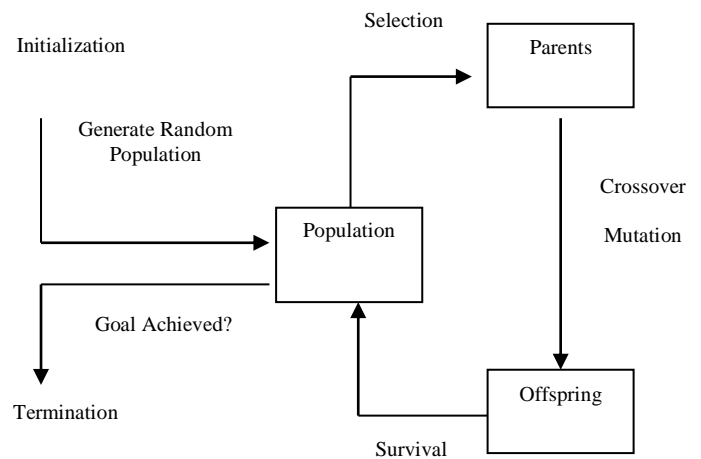 Selection
Initialization
Parents
Generate Random
Population
Crossover
Population
Mutation
Goal Achieved?
Offspring
Termination
Survival